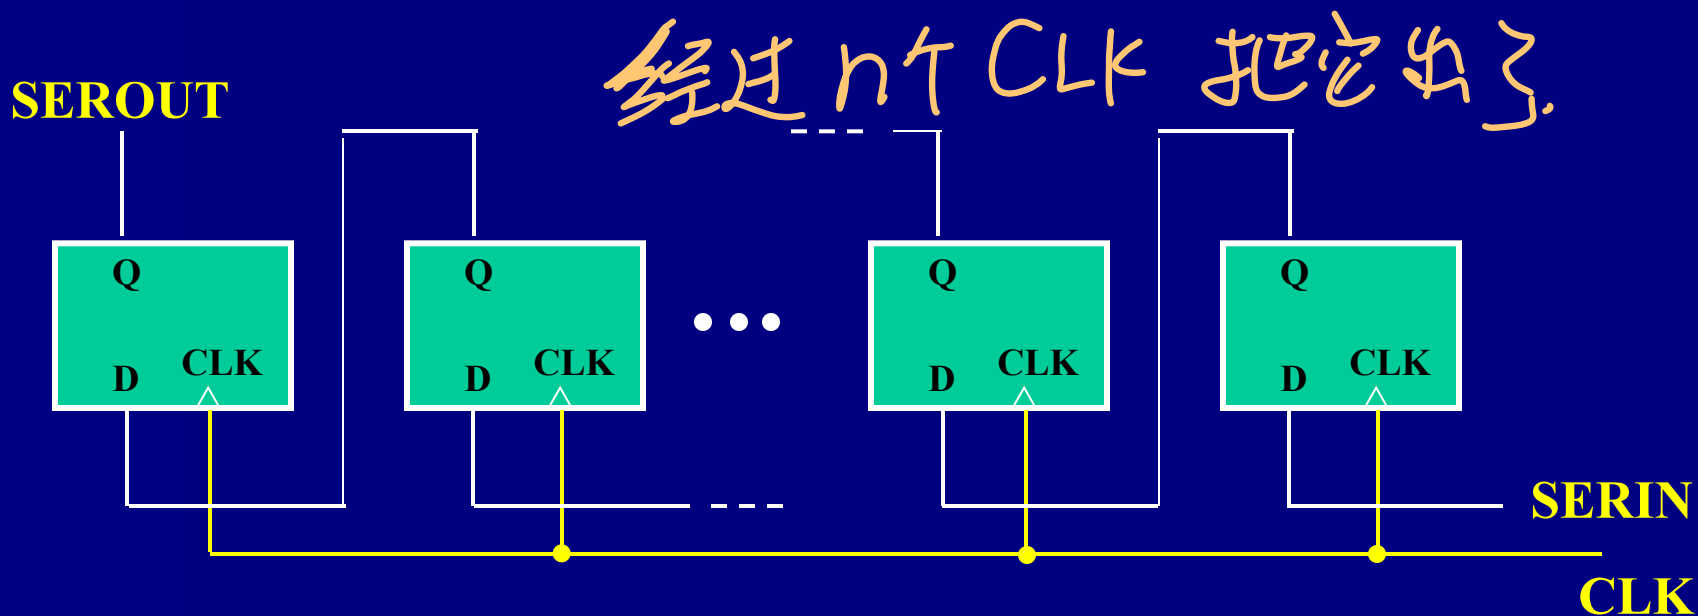 经过n个CLK 把它出了.
SEROUT
Q Q Q Q
D CLK D CLK D CLK D CLK
SERIN
CLK